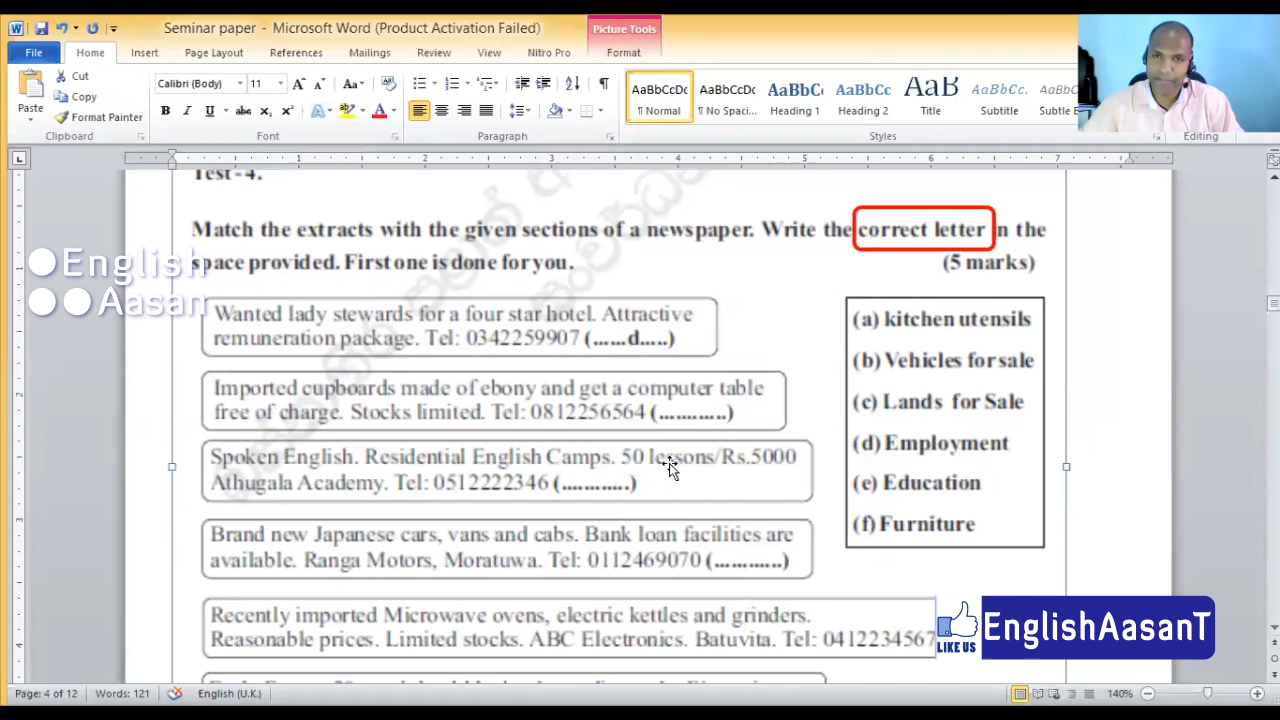 Seminar paper - Microsoft Word (Product Activation Failed)
Picture Tools
File Home Insert Page Layout References Mailings Review View Nitro Pro Format
Paste
Cut
Copy
Format Painter
Calibri (Body) 11
AaBbCcDc AaBbCcDc AaBbC AaBbCc AaB AaBbCc. AaBbCcD
¶ Normal ¶ No Spaci... Heading 1 Heading 2 Title Subtitle Subtle E
Clipboard Font Paragraph Styles Editing
Test - 4.
Match the extracts with the given sections of a newspaper. Write the correct letter in the
space provided. First one is done for you. (5 marks)
English
Aasan
Wanted lady stewards for a four star hotel. Attractive
remuneration package. Tel: 0342259907 (......d.....)
Imported cupboards made of ebony and get a computer table
free of charge. Stocks limited. Tel: 0812256564 (............)
Spoken English. Residential English Camps. 50 lessons/Rs.5000
Athugala Academy. Tel: 0512222346 (............)
Brand new Japanese cars, vans and cabs. Bank loan facilities are
available. Ranga Motors, Moratuwa. Tel: 0112469070 (............)
Recently imported Microwave ovens, electric kettles and grinders.
Reasonable prices. Limited stocks. ABC Electronics. Batuvita. Tel: 0412234567
(a) kitchen utensils
(b) Vehicles for sale
(c) Lands for Sale
(d) Employment
(e) Education
(f) Furniture
LIKE US
EnglishAasanT
Page: 4 of 12 Words: 121 English (U.K.) 140%